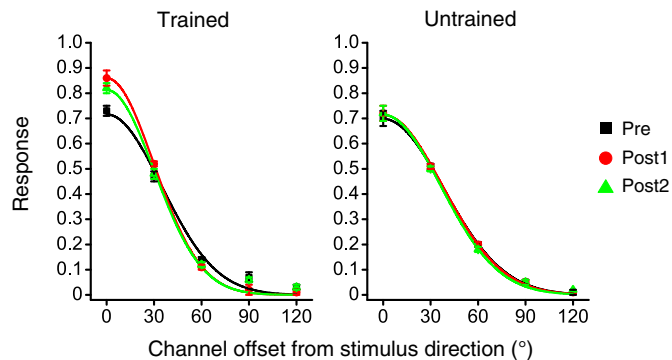 Trained
Untrained
Response
1.0
0.9
0.8
0.7
0.6
0.5
0.4
0.3
0.2
0.1
0
0 30 60 90 120
1.0
0.9
0.8
0.7
0.6
0.5
0.4
0.3
0.2
0.1
0
0 30 60 90 120
Pre
Post1
Post2
Channel offset from stimulus direction (°)